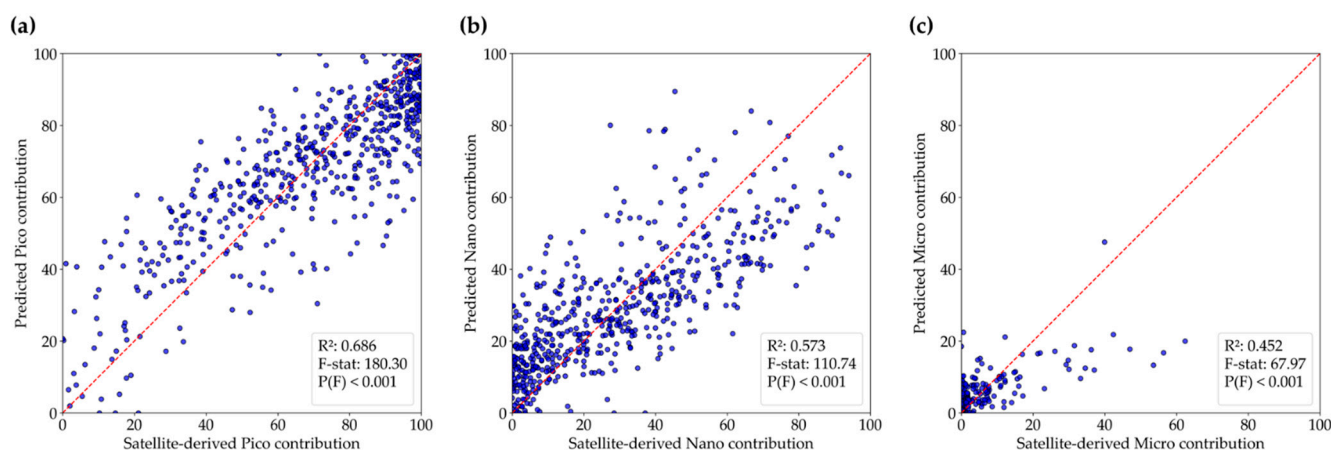 (a)
100
80
60
40
20
0
Predicted Pico contribution
0 20 40 60 80 100
Satellite-derived Pico contribution
R²: 0.686
F-stat: 180.30
P(F) < 0.001
(b)
100
80
60
40
20
0
Predicted Nano contribution
0 20 40 60 80 100
Satellite-derived Nano contribution
R²: 0.573
F-stat: 110.74
P(F) < 0.001
(c)
100
80
60
40
20
0
Predicted Micro contribution
0 20 40 60 80 100
Satellite-derived Micro contribution
R²: 0.452
F-stat: 67.97
P(F) < 0.001